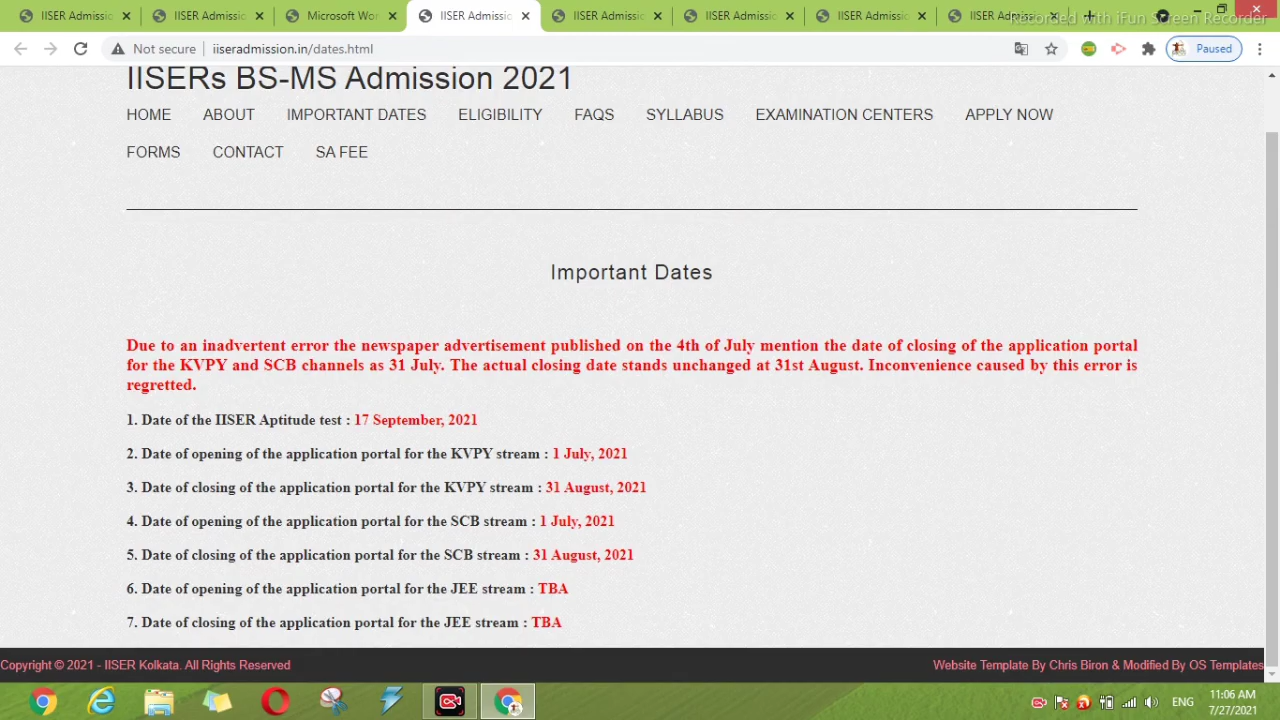 IISER Admissio
IISER Admissio
Microsoft Wor
IISER Admissio
IISER Admissio
IISER Admissio
IISER Admissio
IISER Admiss
Recorded with iFun Screen Recorder
Not secure
iiseradmission.in/dates.html
Paused
IISERs BS-MS Admission 2021
HOME ABOUT IMPORTANT DATES ELIGIBILITY FAQS SYLLABUS EXAMINATION CENTERS APPLY NOW
FORMS CONTACT SA FEE
Important Dates
Due to an inadvertent error the newspaper advertisement published on the 4th of July mention the date of closing of the application portal
for the KVPY and SCB channels as 31 July. The actual closing date stands unchanged at 31st August. Inconvenience caused by this error is
regretted.
1. Date of the IISER Aptitude test : 17 September, 2021
2. Date of opening of the application portal for the KVPY stream : 1 July, 2021
3. Date of closing of the application portal for the KVPY stream : 31 August, 2021
4. Date of opening of the application portal for the SCB stream : 1 July, 2021
5. Date of closing of the application portal for the SCB stream : 31 August, 2021
6. Date of opening of the application portal for the JEE stream : TBA
7. Date of closing of the application portal for the JEE stream : TBA
Copyright © 2021 - IISER Kolkata. All Rights Reserved
Website Template By Chris Biron & Modified By OS Templates
ENG
11:06 AM
7/27/2021